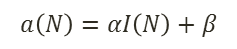 a(N) = αI(N) + β